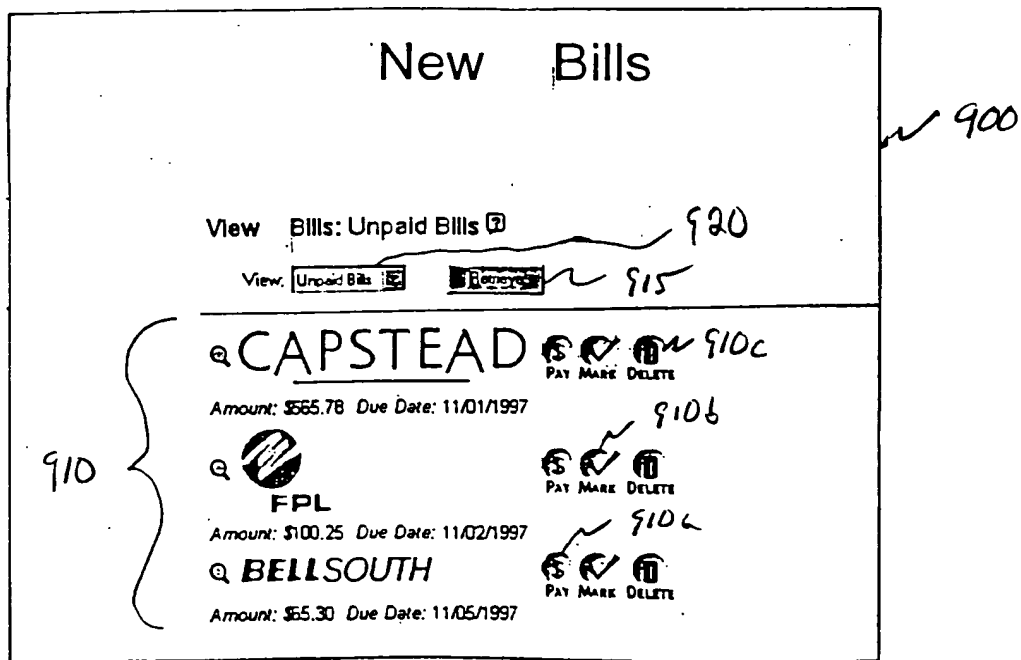 New Bills
900
View Bills: Unpaid Bills ?
920
View: Unpaid Bills Retrieve
915
CAPSTEAD PAY MARK DELETE 910c
Amount: $565.78 Due Date: 11/01/1997
910b
910
FPL PAY MARK DELETE
Amount: $100.25 Due Date: 11/02/1997
910a
BELLSOUTH PAY MARK DELETE
Amount: $65.30 Due Date: 11/05/1997